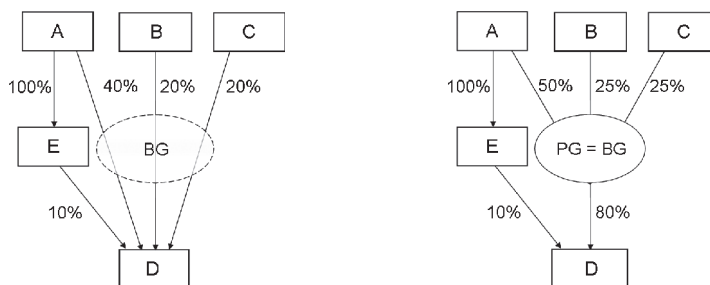 A B C
100% 40% 20% 20%
E BG
10%
D
A B C
100% 50% 25% 25%
E PG = BG
10% 80%
D